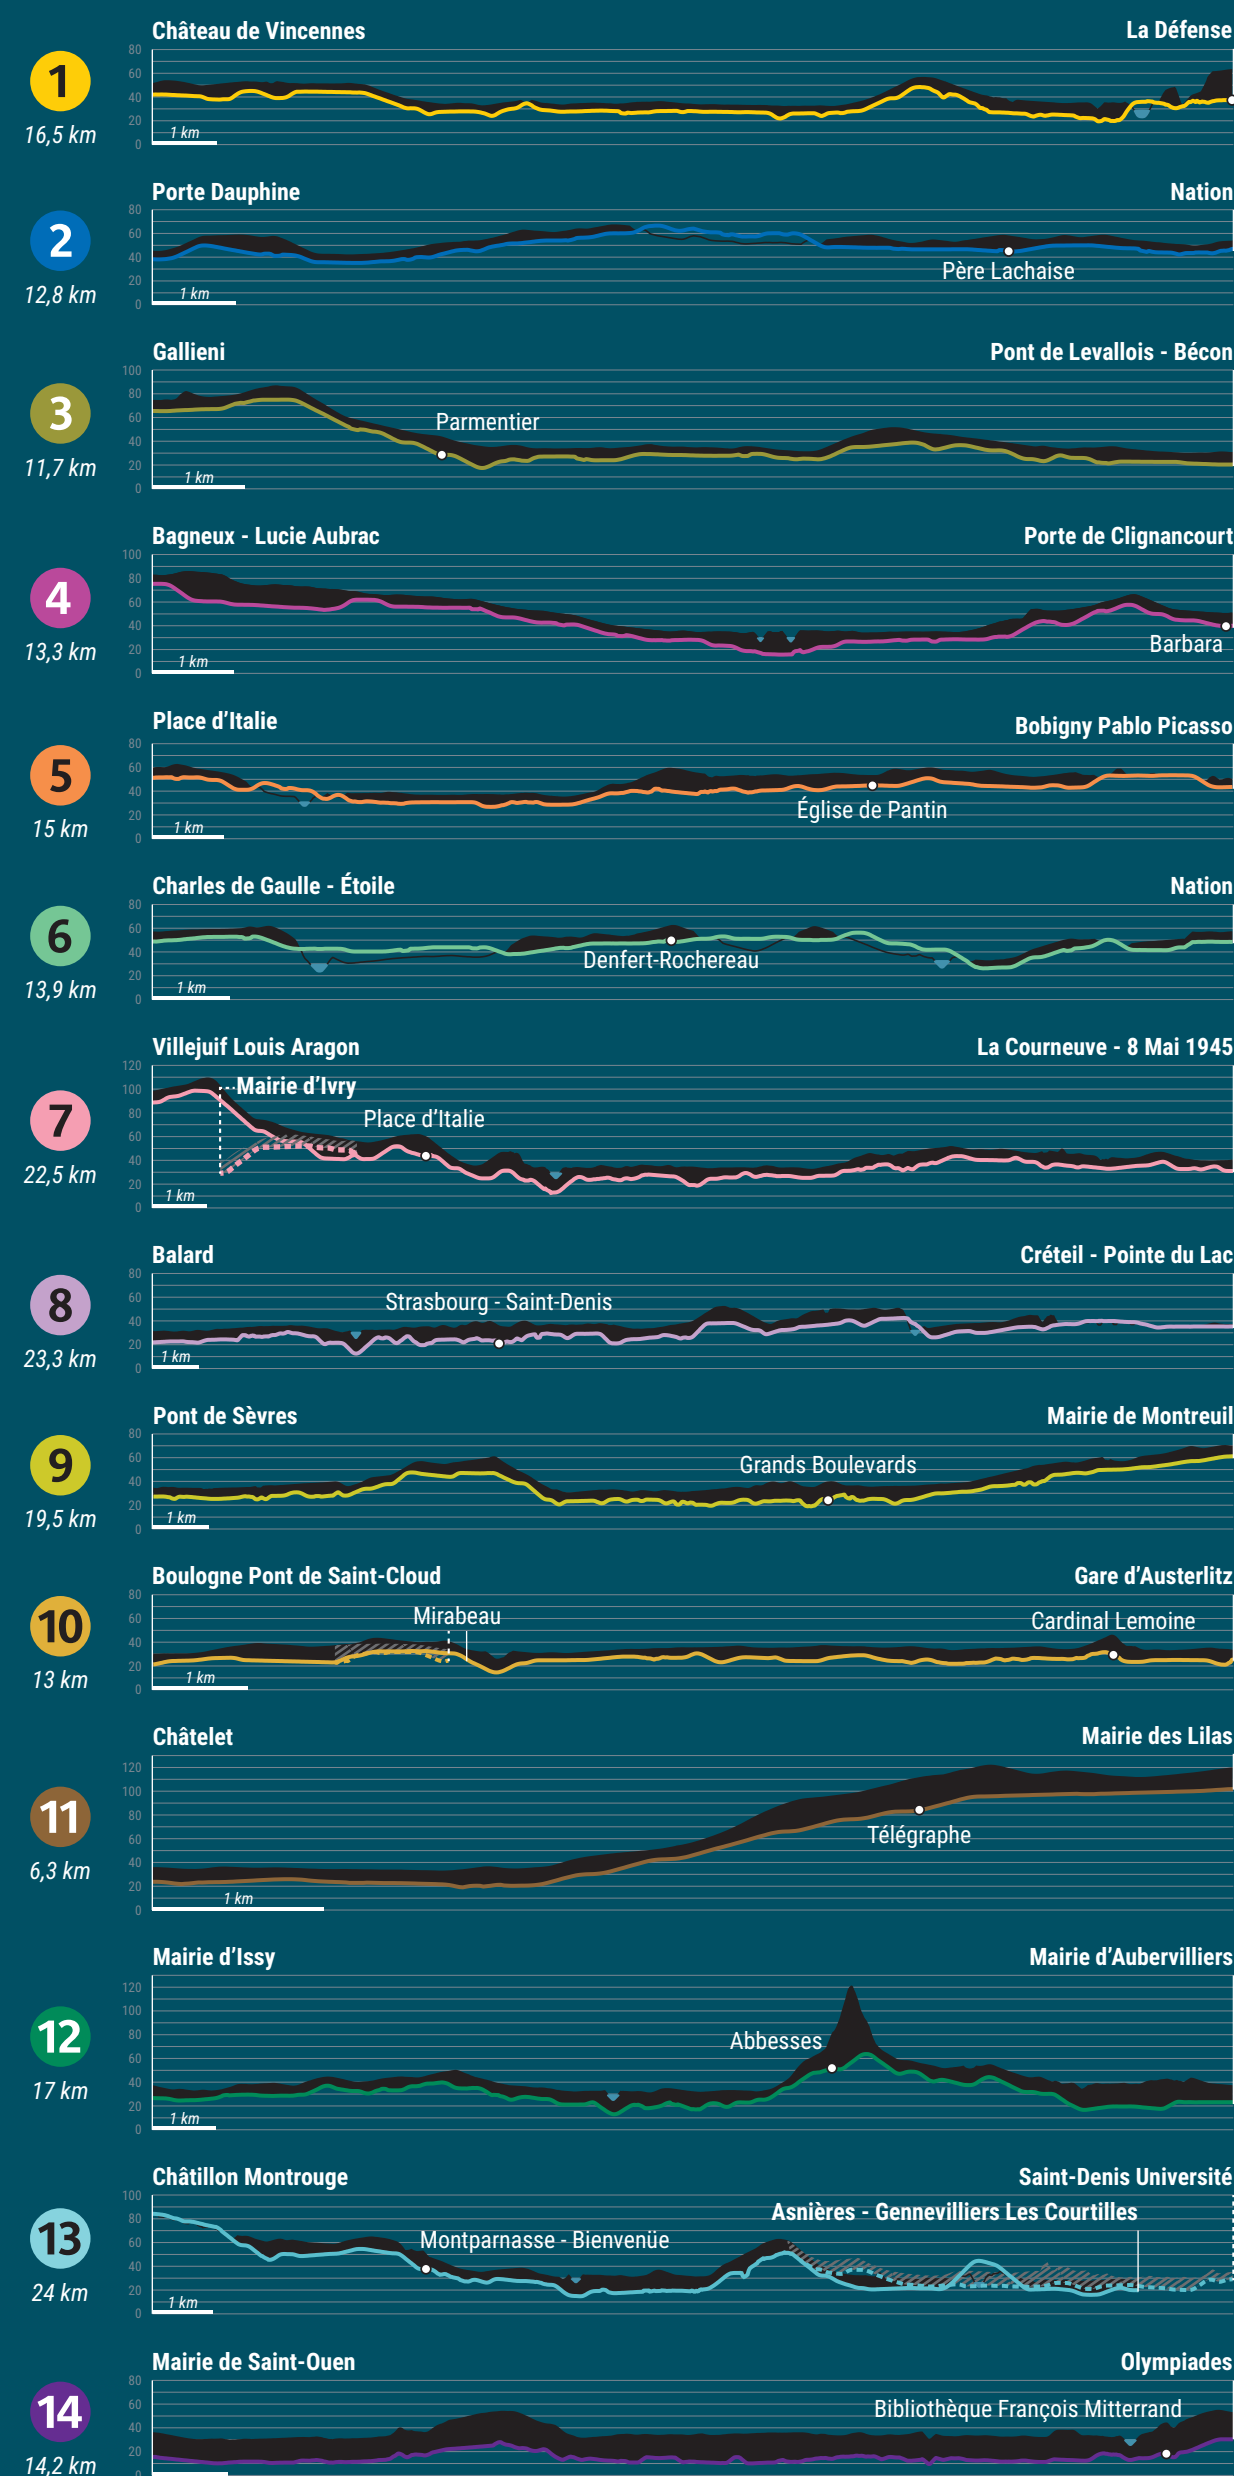 Château de Vincennes
La Défense
80
60
40
20
0
1
16,5 km
1 km
Porte Dauphine
Nation
80
60
40
20
0
2
12,8 km
1 km
Père Lachaise
Gallieni
Pont de Levallois - Bécon
100
80
60
40
20
0
3
11,7 km
1 km
Parmentier
Bagneux - Lucie Aubrac
Porte de Clignancourt
100
80
60
40
20
0
4
13,3 km
1 km
Barbara
Place d’Italie
Bobigny Pablo Picasso
80
60
40
20
0
5
15 km
1 km
Église de Pantin
Charles de Gaulle - Étoile
Nation
80
60
40
20
0
6
13,9 km
1 km
Denfert-Rochereau
Villejuif Louis Aragon
La Courneuve - 8 Mai 1945
120
100
80
60
40
20
0
7
22,5 km
1 km
Mairie d’Ivry
Place d’Italie
Balard
Créteil - Pointe du Lac
80
60
40
20
0
8
23,3 km
1 km
Strasbourg - Saint-Denis
Pont de Sèvres
Mairie de Montreuil
80
60
40
20
0
9
19,5 km
1 km
Grands Boulevards
Boulogne Pont de Saint-Cloud
Gare d’Austerlitz
80
60
40
20
0
10
13 km
1 km
Mirabeau
Cardinal Lemoine
Châtelet
Mairie des Lilas
120
100
80
60
40
20
0
11
6,3 km
1 km
Télégraphe
Mairie d’Issy
Mairie d’Aubervilliers
120
100
80
60
40
20
0
12
17 km
1 km
Abbesses
Châtillon Montrouge
Saint-Denis Université
100
80
60
40
20
0
13
24 km
1 km
Asnières - Gennevilliers Les Courtilles
Montparnasse - Bienvenüe
Mairie de Saint-Ouen
Olympiades
80
60
40
20
0
14
14,2 km
Bibliothèque François Mitterrand